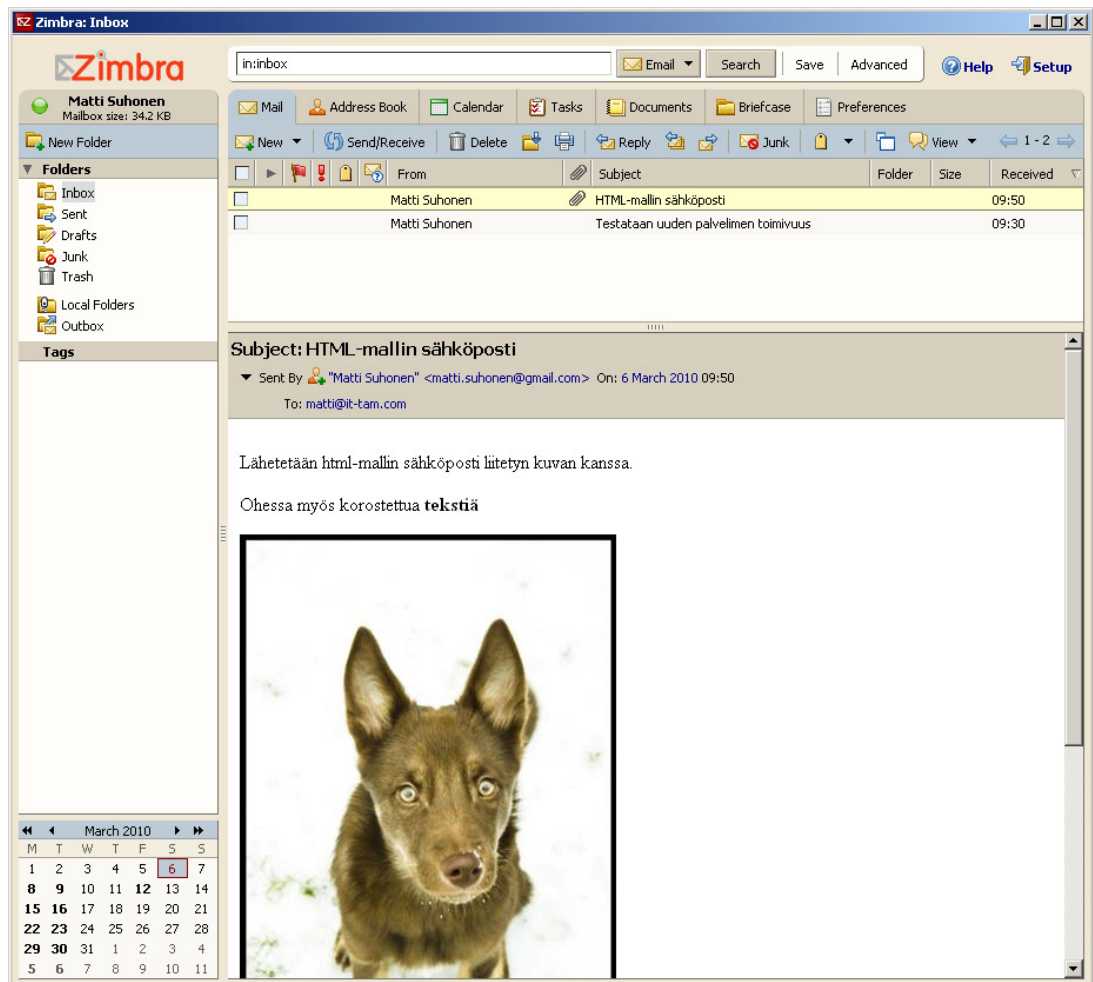 Zimbra: Inbox
Zimbra
in:inbox Email Search Save Advanced Help Setup
Matti Suhonen
Mailbox size: 34.2 KB
Mail Address Book Calendar Tasks Documents Briefcase Preferences
New Folder
New Send/Receive Delete Reply Junk View 1 - 2
Folders
Inbox
Sent
Drafts
Junk
Trash
Local Folders
Outbox
Tags
From Subject Folder Size Received
Matti Suhonen HTML-mallin sähköposti 09:50
Matti Suhonen Testataan uuden palvelimen toimivuus 09:30
Subject: HTML-mallin sähköposti
Sent By "Matti Suhonen" <matti.suhonen@gmail.com> On: 6 March 2010 09:50
To: matti@it-tam.com
Lähetetään html-mallin sähköposti liitetyn kuvan kanssa.
Ohessa myös korostettua tekstiä
March 2010
M T W T F S S
1 2 3 4 5 6 7
8 9 10 11 12 13 14
15 16 17 18 19 20 21
22 23 24 25 26 27 28
29 30 31 1 2 3 4
5 6 7 8 9 10 11